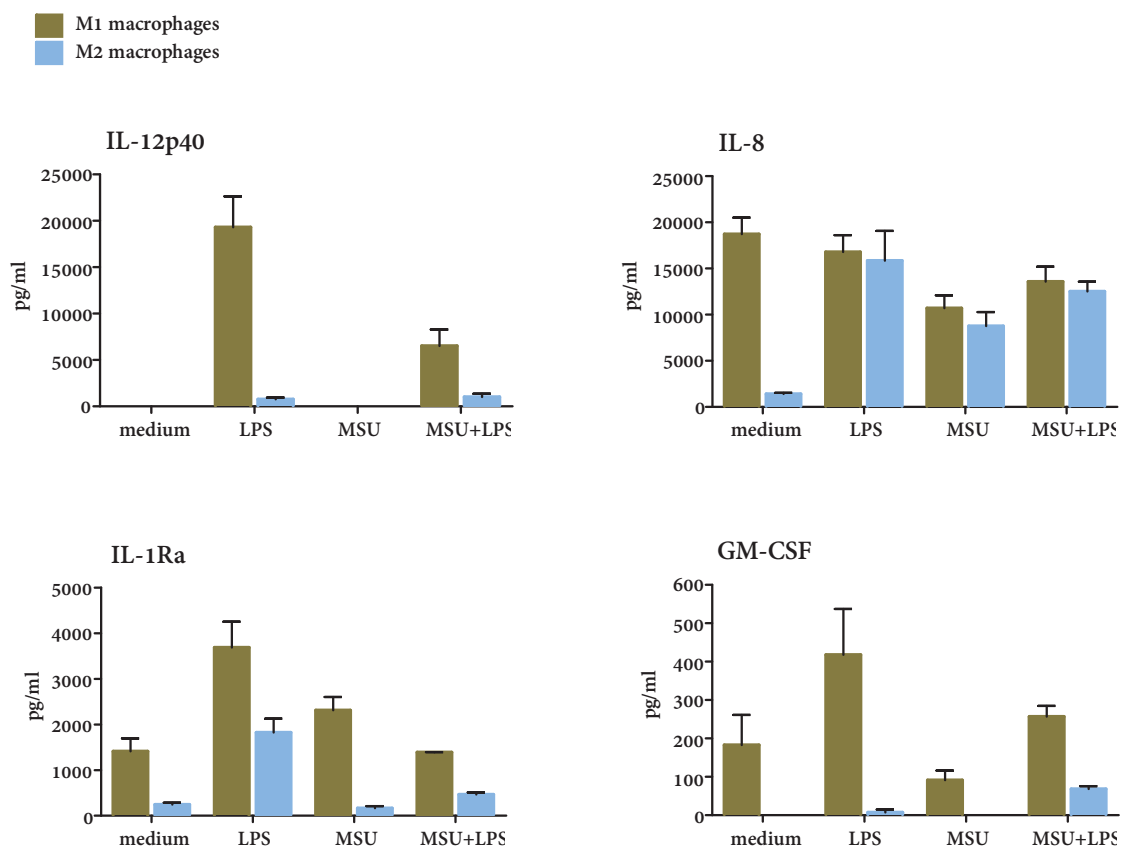 M1 macrophages
M2 macrophages
IL-12p40
25000
20000
15000
10000
5000
0
pg/ml
medium LPS MSU MSU+LPS
IL-8
25000
20000
15000
10000
5000
0
pg/ml
medium LPS MSU MSU+LPS
IL-1Ra
5000
4000
3000
2000
1000
0
pg/ml
medium LPS MSU MSU+LPS
GM-CSF
600
500
400
300
200
100
0
pg/ml
medium LPS MSU MSU+LPS